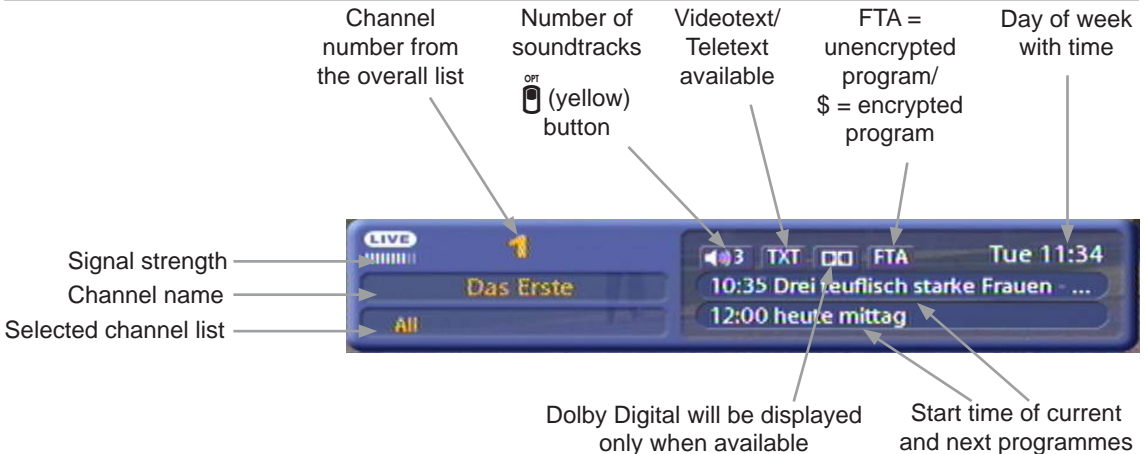 Channel
number from
the overall list
Number of
soundtracks
OPT
(yellow)
button
Videotext/
Teletext
available
FTA =
unencrypted
program/
$ = encrypted
program
Day of week
with time
Signal strength
Channel name
Selected channel list
LIVE
1
Das Erste
All
3 TXT FTA Tue 11:34
10:35 Drei teuflisch starke Frauen - ...
12:00 heute mittag
Dolby Digital will be displayed
only when available
Start time of current
and next programmes